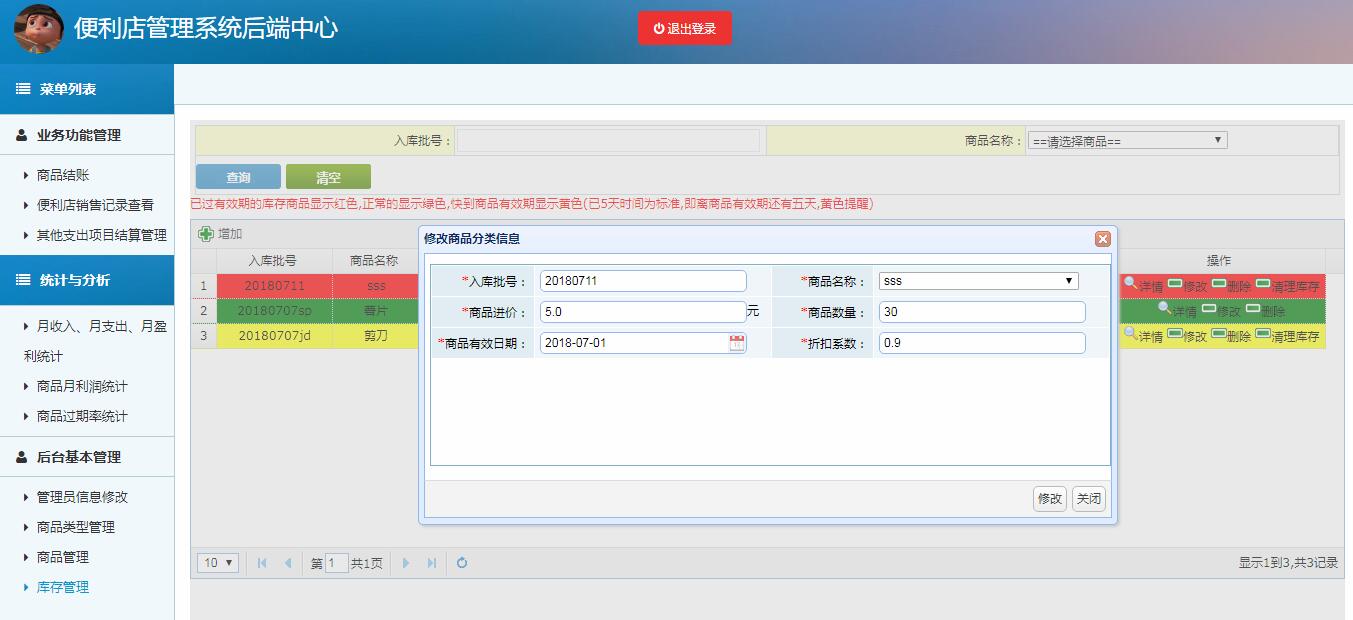 便利店管理系统后端中心
退出登录
菜单列表
业务功能管理
商品结账
便利店销售记录查看
其他支出项目结算管理
统计与分析
月收入、月支出、月盈
利统计
商品月利润统计
商品过期率统计
后台基本管理
管理员信息修改
商品类型管理
商品管理
库存管理
入库批号：
商品名称： ==请选择商品==
查询 清空
已过有效期的库存商品显示红色,正常的显示绿色,快到商品有效期显示黄色(已5天时间为标准,即离商品有效期还有五天,黄色提醒)
增加
入库批号 商品名称 操作
1 20180711 sss 详情 修改 删除 清理库存
2 20180707sp 薯片 详情 修改 删除
3 20180707jd 剪刀 详情 修改 删除 清理库存
修改商品分类信息
*入库批号： 20180711 *商品名称： sss
*商品进价： 5.0 元 *商品数量： 30
*商品有效日期： 2018-07-01 *折扣系数： 0.9
修改 关闭
10 第 1 共1页 显示1到3,共3记录